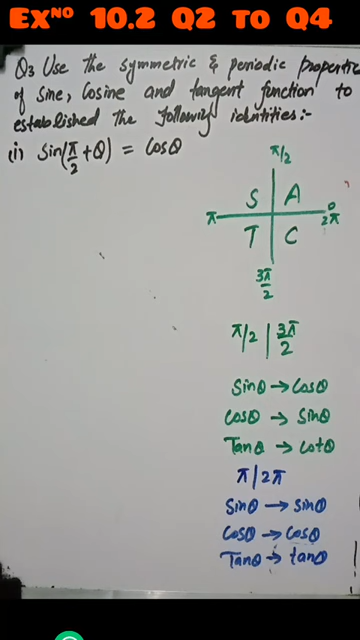 Exᴺᴼ 10.2 Q2 TO Q4
Q3 Use the symmetric & periodic propertie
of Sine, Cosine and tangent function to
established the following identities:-
(i) Sin(π/2 + θ) = Cosθ
π/2
S A
π 0
2π
T C
3π/2
π/2 | 3π/2
Sinθ → Cosθ
Cosθ → Sinθ
Tanθ → Cotθ
π/2π
Sinθ → Sinθ
Cosθ → Cosθ
Tanθ → tanθ